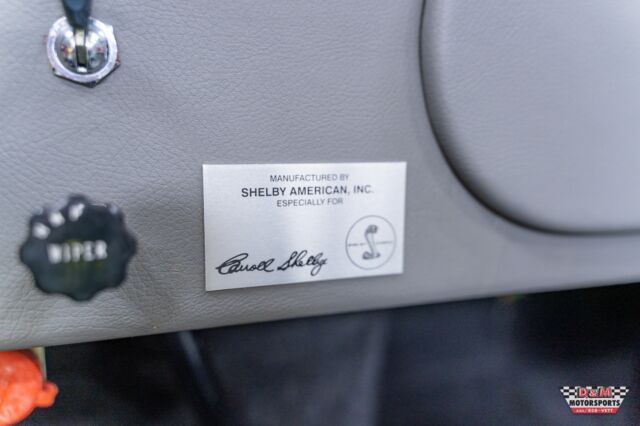 MANUFACTURED BY
SHELBY AMERICAN, INC.
ESPECIALLY FOR
Carroll Shelby
WIPER
D&M
MOTORSPORTS